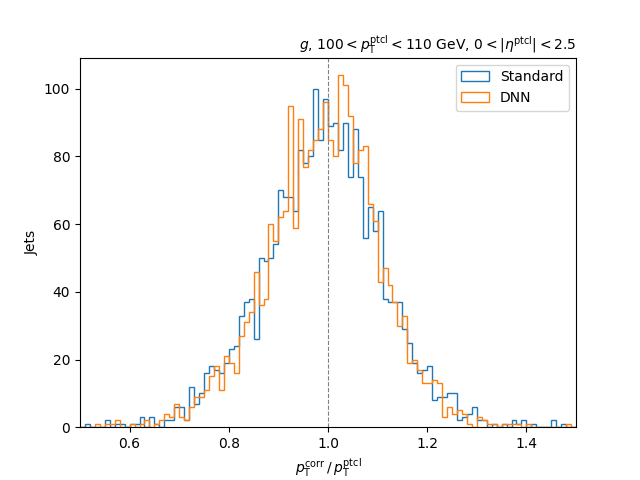 g, 100 < p_T^ptcl < 110 GeV, 0 < |η^ptcl| < 2.5
Standard
DNN
100
80
60
40
20
0
Jets
0.6 0.8 1.0 1.2 1.4
p_T^corr / p_T^ptcl